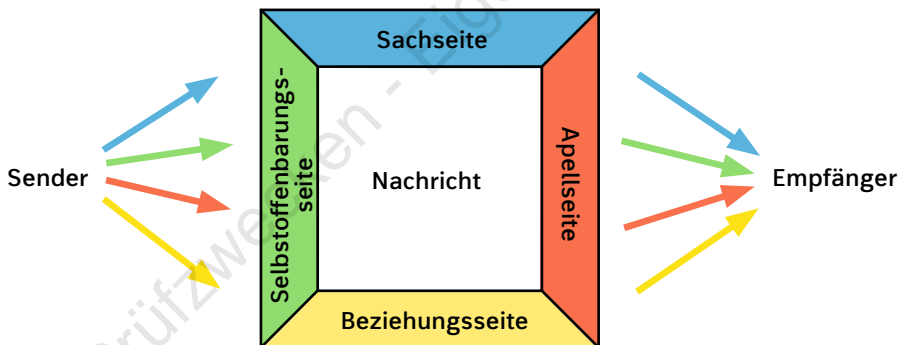 Sachseite
Selbstoffenbarungs-
seite
Sender
Nachricht
Apellseite
Empfänger
Beziehungsseite